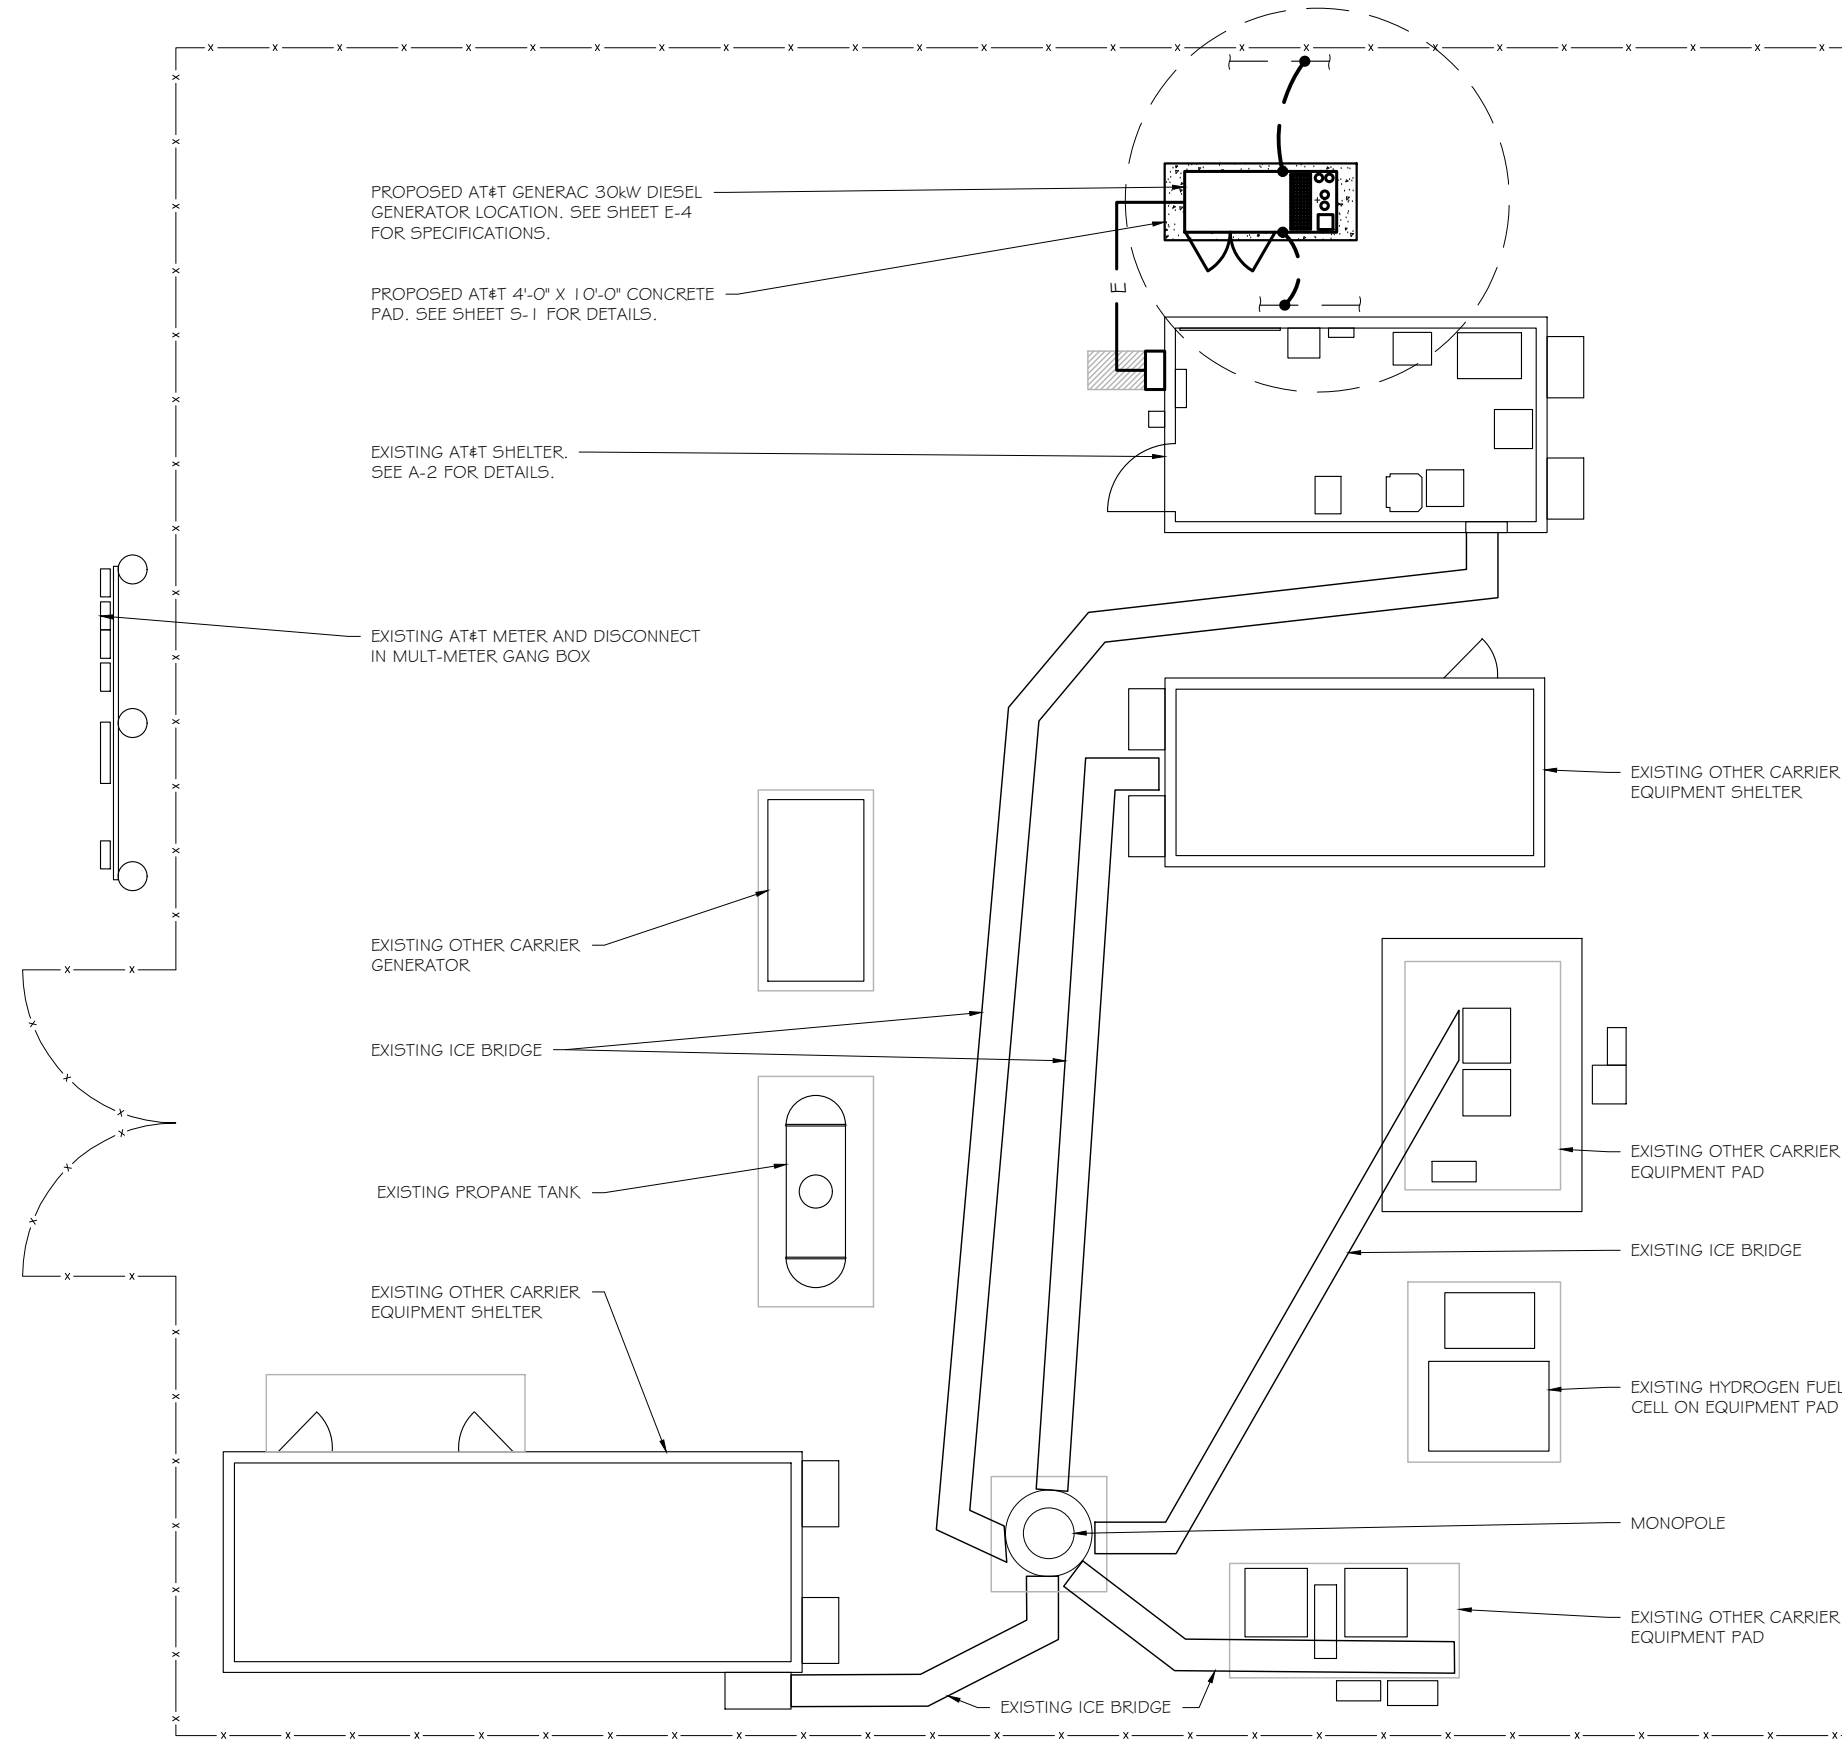 PROPOSED AT&T GENERAC 30kW DIESEL
GENERATOR LOCATION. SEE SHEET E-4
FOR SPECIFICATIONS.
PROPOSED AT&T 4'-0" X 10'-0" CONCRETE
PAD. SEE SHEET S-1 FOR DETAILS.
E
EXISTING AT&T SHELTER.
SEE A-2 FOR DETAILS.
EXISTING AT&T METER AND DISCONNECT
IN MULT-METER GANG BOX
EXISTING OTHER CARRIER
EQUIPMENT SHELTER
EXISTING OTHER CARRIER
GENERATOR
EXISTING ICE BRIDGE
EXISTING OTHER CARRIER
EQUIPMENT PAD
EXISTING PROPANE TANK
EXISTING ICE BRIDGE
EXISTING OTHER CARRIER
EQUIPMENT SHELTER
EXISTING HYDROGEN FUEL
CELL ON EQUIPMENT PAD
MONOPOLE
EXISTING OTHER CARRIER
EQUIPMENT PAD
EXISTING ICE BRIDGE